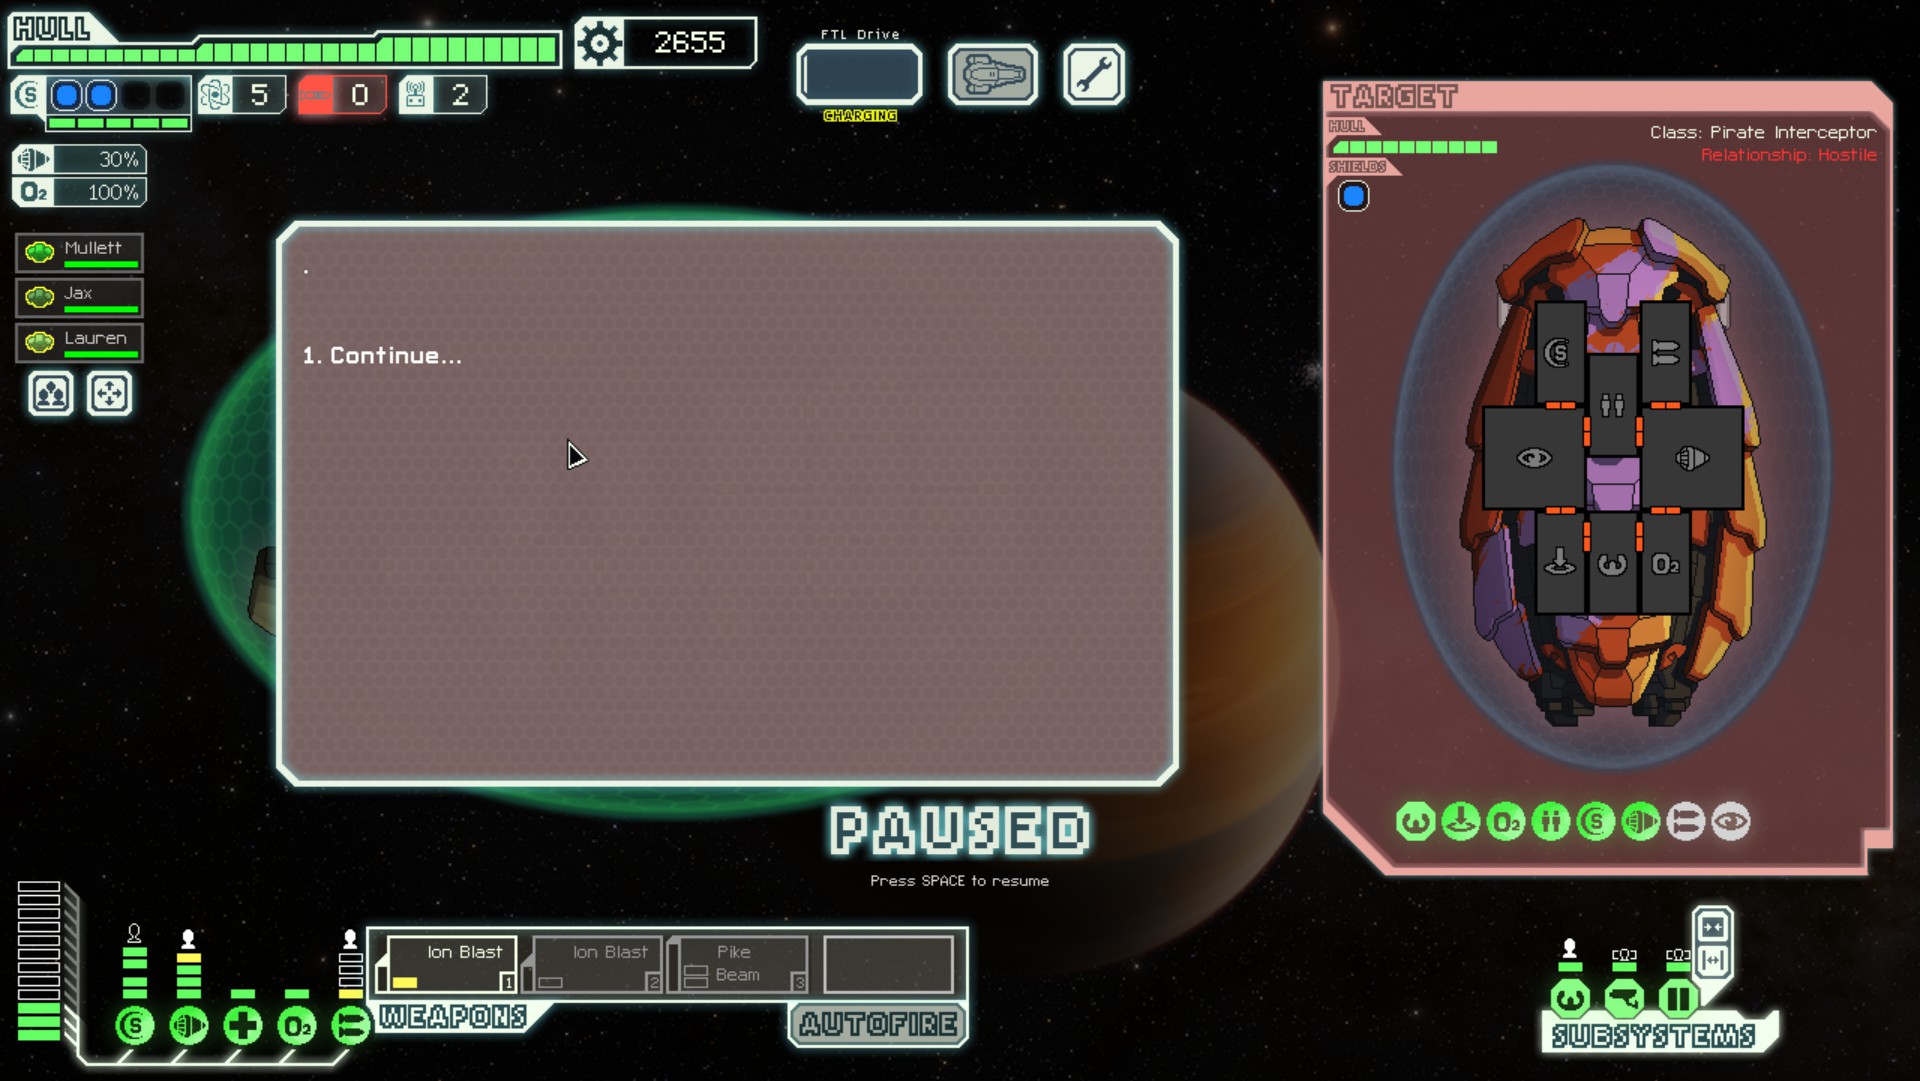 HULL
2655
FTL Drive
CHARGING
S
5
0
2
30%
O2
100%
Mullett
Jax
Lauren
.
1. Continue...
TARGET
HULL
Class: Pirate Interceptor
Relationship: Hostile
SHIELDS
S
O2
O2
S
PAUSED
Press SPACE to resume
Ion Blast
1
Ion Blast
2
Pike
Beam
3
S
O2
WEAPONS
AUTOFIRE
SUBSYSTEMS